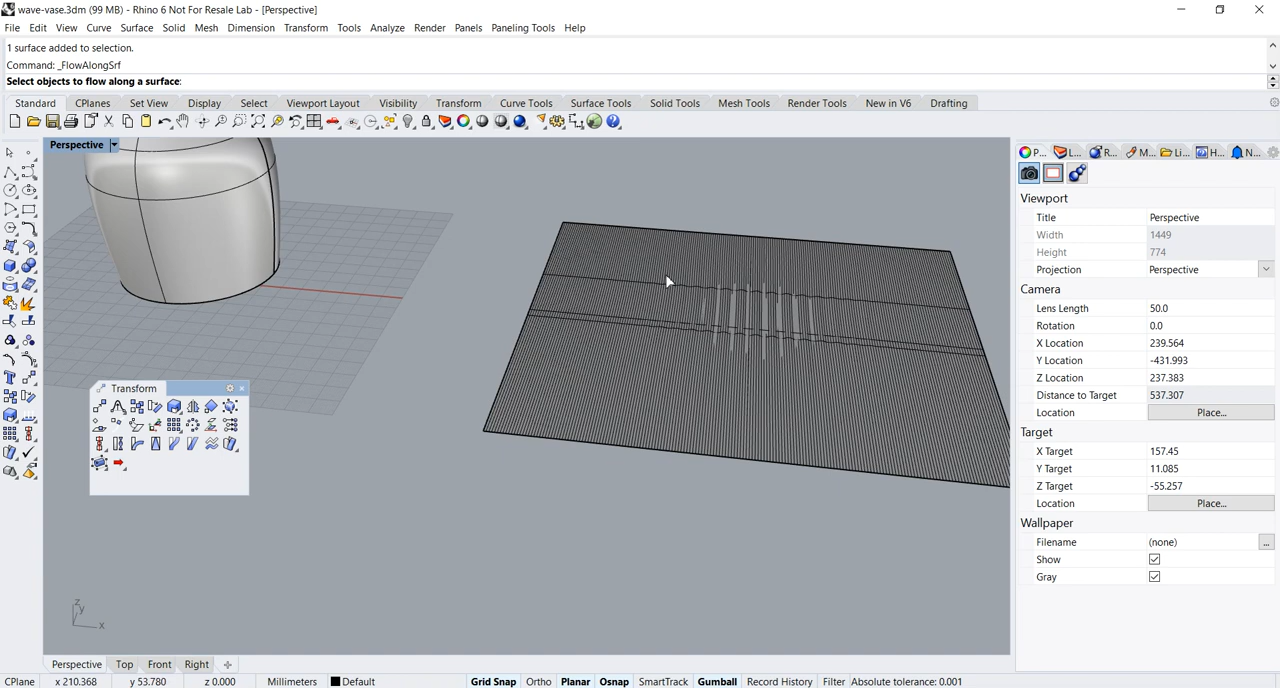 wave-vase.3dm (99 MB) - Rhino 6 Not For Resale Lab - [Perspective]
File Edit View Curve Surface Solid Mesh Dimension Transform Tools Analyze Render Panels Paneling Tools Help
1 surface added to selection.
Command: _FlowAlongSrf
Select objects to flow along a surface:
Standard CPlanes Set View Display Select Viewport Layout Visibility Transform Curve Tools Surface Tools Solid Tools Mesh Tools Render Tools New in V6 Drafting
Perspective
P... L... R... M... Li... H... N...
Viewport
Title Perspective
Width 1449
Height 774
Projection Perspective
Camera
Lens Length 50.0
Rotation 0.0
X Location 239.564
Y Location -431.993
Z Location 237.383
Distance to Target 537.307
Location Place...
Target
X Target 157.45
Y Target 11.085
Z Target -55.257
Location Place...
Wallpaper
Filename (none) ...
Show
Gray
Transform
z
y
x
Perspective Top Front Right
CPlane x 210.368 y 53.780 z 0.000 Millimeters Default Grid Snap Ortho Planar Osnap SmartTrack Gumball Record History Filter Absolute tolerance: 0.001